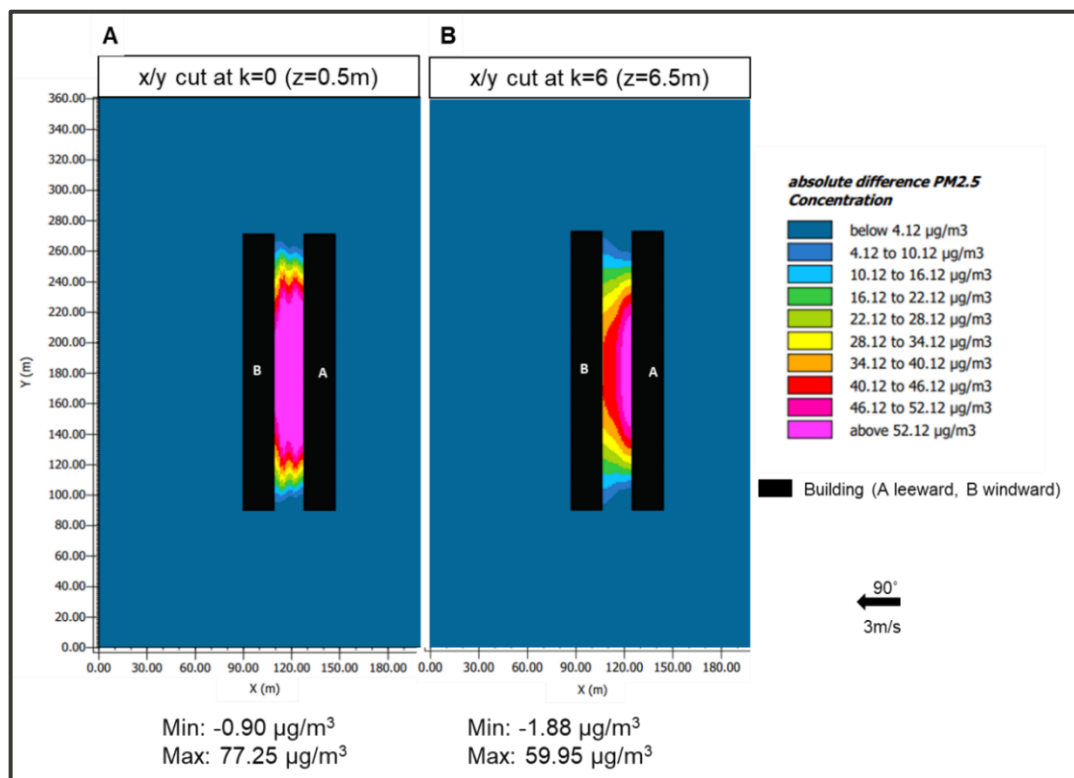 A
B
x/y cut at k=0 (z=0.5m)
x/y cut at k=6 (z=6.5m)
360.00
340.00
320.00
300.00
280.00
260.00
240.00
220.00
200.00
180.00
160.00
140.00
120.00
100.00
80.00
60.00
40.00
20.00
0.00
Y (m)
B
A
B
A
0.00 30.00 60.00 90.00 120.00 150.00 180.00
0.00 30.00 60.00 90.00 120.00 150.00 180.00
X (m)
X (m)
absolute difference PM2.5
Concentration
below 4.12 µg/m3
4.12 to 10.12 µg/m3
10.12 to 16.12 µg/m3
16.12 to 22.12 µg/m3
22.12 to 28.12 µg/m3
28.12 to 34.12 µg/m3
34.12 to 40.12 µg/m3
40.12 to 46.12 µg/m3
46.12 to 52.12 µg/m3
above 52.12 µg/m3
Building (A leeward, B windward)
90˚
3m/s
Min: -0.90 µg/m³
Max: 77.25 µg/m³
Min: -1.88 µg/m³
Max: 59.95 µg/m³